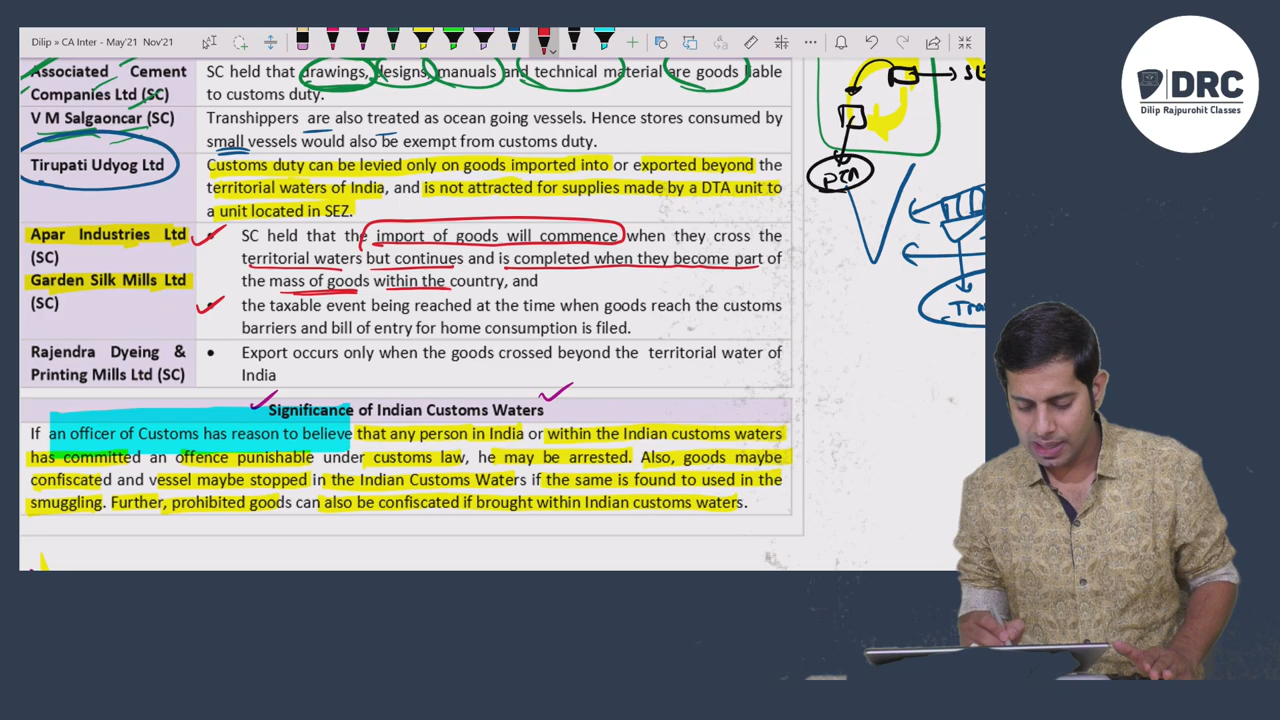 Dilip » CA Inter - May'21 Nov'21
Associated Cement Companies Ltd (SC)
SC held that drawings, designs, manuals and technical material are goods liable
to customs duty.
V M Salgaoncar (SC)
Transhippers are also treated as ocean going vessels. Hence stores consumed by
small vessels would also be exempt from customs duty.
Tirupati Udyog Ltd
Customs duty can be levied only on goods imported into or exported beyond the
territorial waters of India, and is not attracted for supplies made by a DTA unit to
a unit located in SEZ.
Apar Industries Ltd
(SC)
Garden Silk Mills Ltd
(SC)
SC held that the import of goods will commence when they cross the
territorial waters but continues and is completed when they become part of
the mass of goods within the country, and
the taxable event being reached at the time when goods reach the customs
barriers and bill of entry for home consumption is filed.
Rajendra Dyeing &
Printing Mills Ltd (SC)
• Export occurs only when the goods crossed beyond the territorial water of
India
Significance of Indian Customs Waters
If an officer of Customs has reason to believe that any person in India or within the Indian customs waters
has committed an offence punishable under customs law, he may be arrested. Also, goods maybe
confiscated and vessel maybe stopped in the Indian Customs Waters if the same is found to used in the
smuggling. Further, prohibited goods can also be confiscated if brought within Indian customs waters.
DTA
DRC
Dilip Rajpurohit Classes